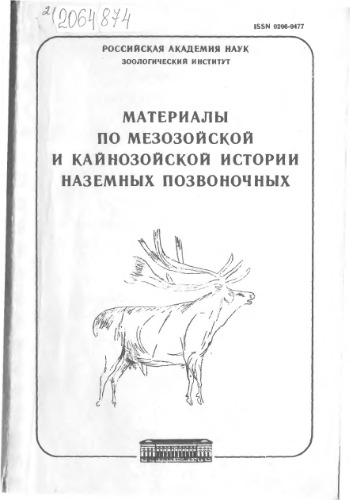 2/2064874
ISSN 0206-0477
РОССИЙСКАЯ АКАДЕМИЯ НАУК
ЗООЛОГИЧЕСКИЙ ИНСТИТУТ
МАТЕРИАЛЫ
ПО МЕЗОЗОЙСКОЙ
И КАЙНОЗОЙСКОЙ ИСТОРИИ
НАЗЕМНЫХ ПОЗВОНОЧНЫХ